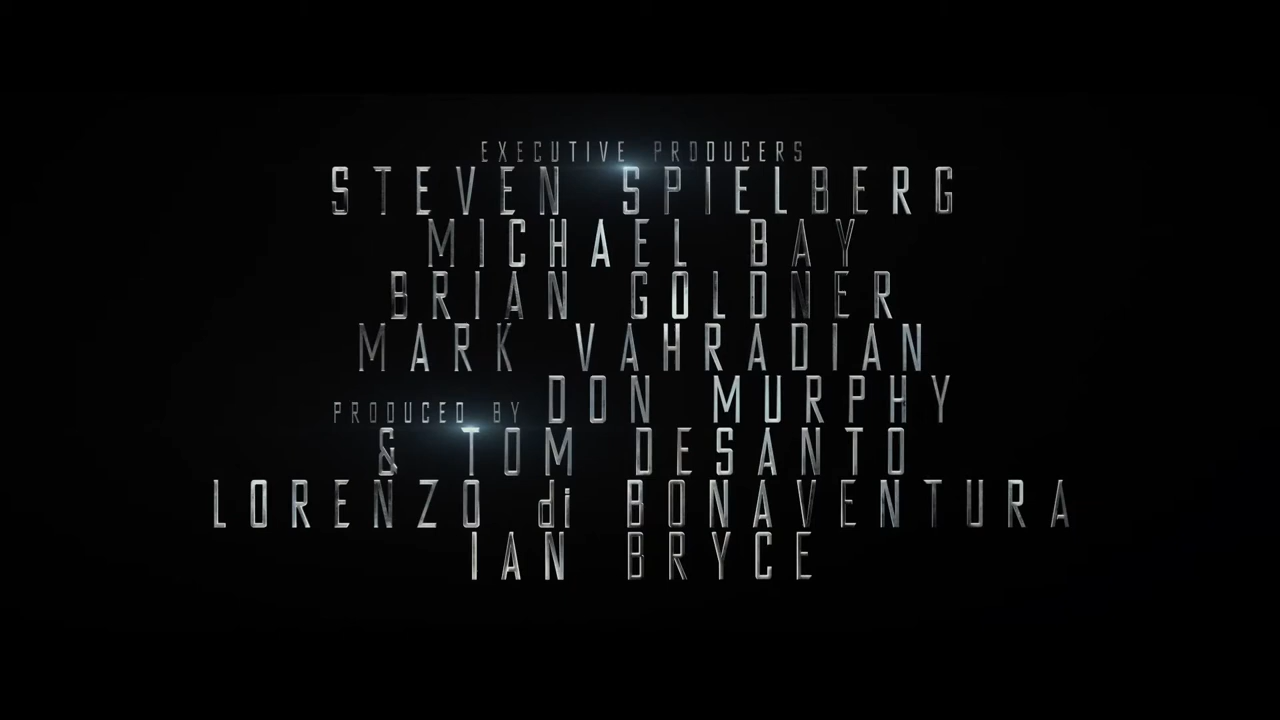 EXECUTIVE PRODUCERS
STEVEN SPIELBERG
MICHAEL BAY
BRIAN GOLDNER
MARK VAHRADIAN
PRODUCED BY DON MURPHY
& TOM DESANTO
LORENZO di BONAVENTURA
IAN BRYCE